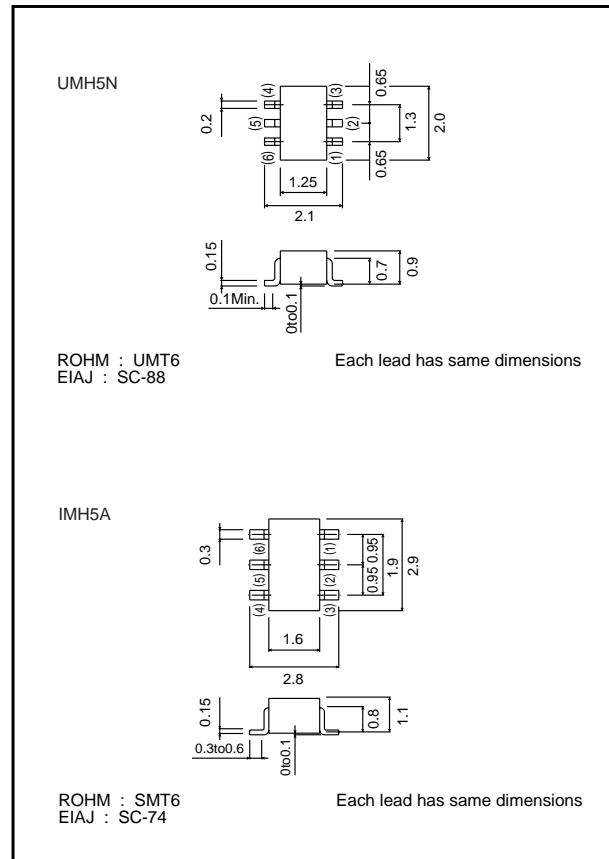 UMH5N
(4)
(3)
0.65
0.2
(5)
(2)
1.3
2.0
(6)
(1)
0.65
1.25
2.1
0.15
0.7
0.9
0.1Min.
0to0.1
ROHM : UMT6
Each lead has same dimensions
EIAJ : SC-88
IMH5A
0.3
(6)
(1)
0.95
(5)
(2)
0.95
1.9
2.9
(4)
(3)
1.6
2.8
0.15
0.8
1.1
0.3to0.6
0to0.1
ROHM : SMT6
Each lead has same dimensions
EIAJ : SC-74